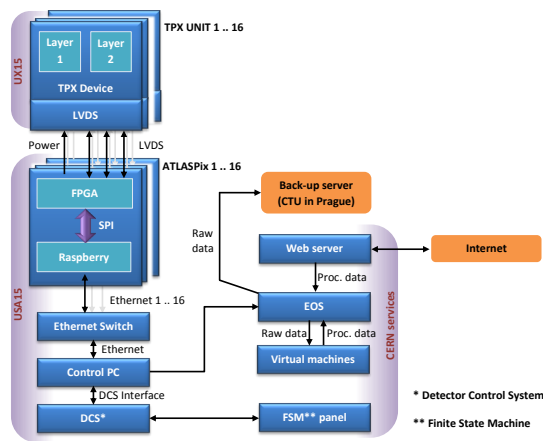 TPX UNIT 1 .. 16
UX15
Layer
1
Layer
2
TPX Device
LVDS
Power
LVDS
ATLASPix 1 .. 16
USA15
FPGA
SPI
Raspberry
Ethernet 1 .. 16
Ethernet Switch
Ethernet
Control PC
DCS Interface
DCS*
Back-up server
(CTU in Prague)
Raw
data
Web server
Internet
Proc. data
EOS
Raw data
Proc. data
Virtual machines
CERN services
FSM** panel
* Detector Control System
** Finite State Machine